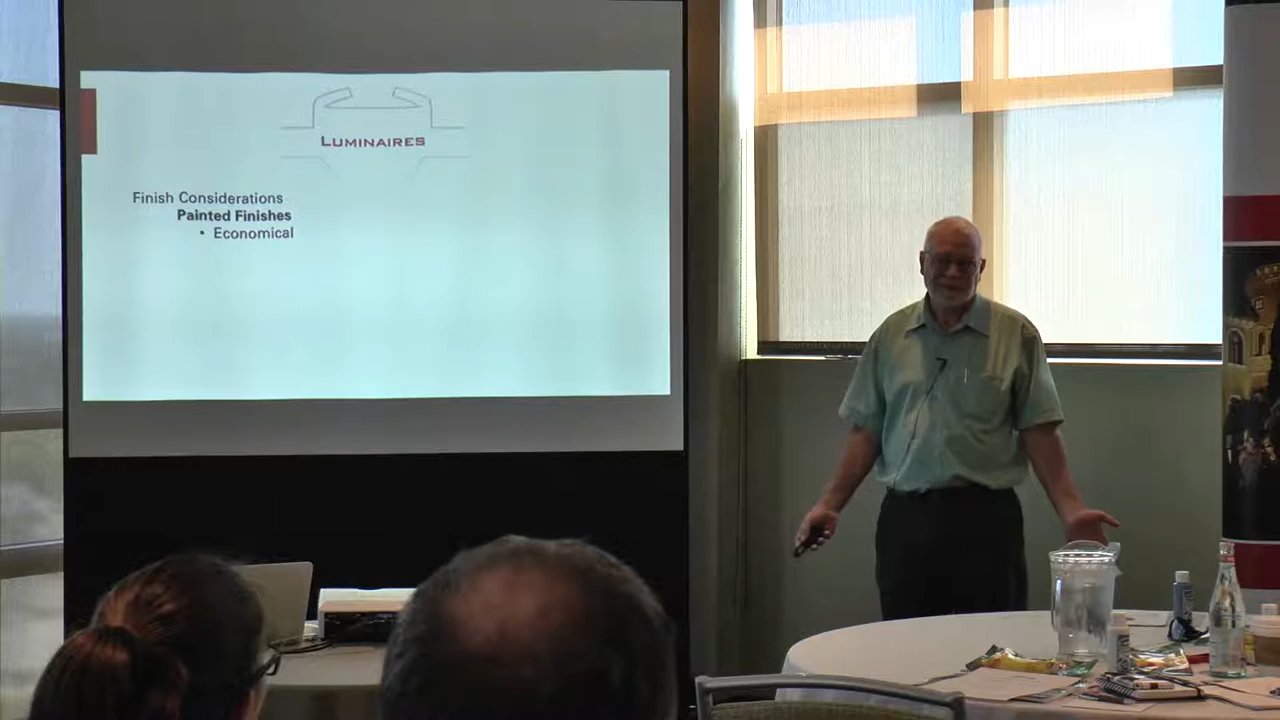 LUMINAIRES
Finish Considerations
Painted Finishes
• Economical